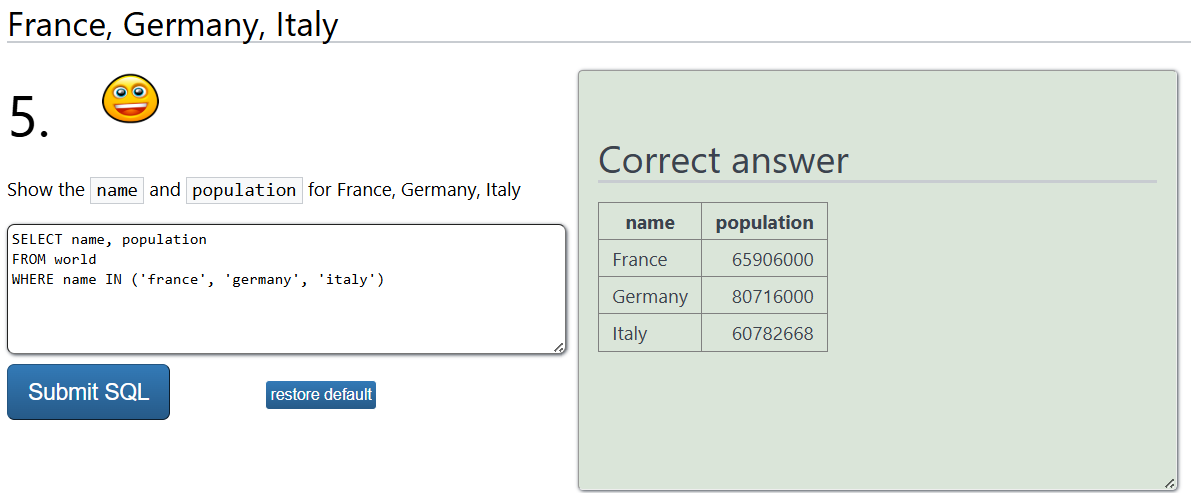 France, Germany, Italy
5.
Show the name and population for France, Germany, Italy
SELECT name, population
FROM world
WHERE name IN ('france', 'germany', 'italy')
Submit SQL
restore default
Correct answer
name population
France 65906000
Germany 80716000
Italy 60782668